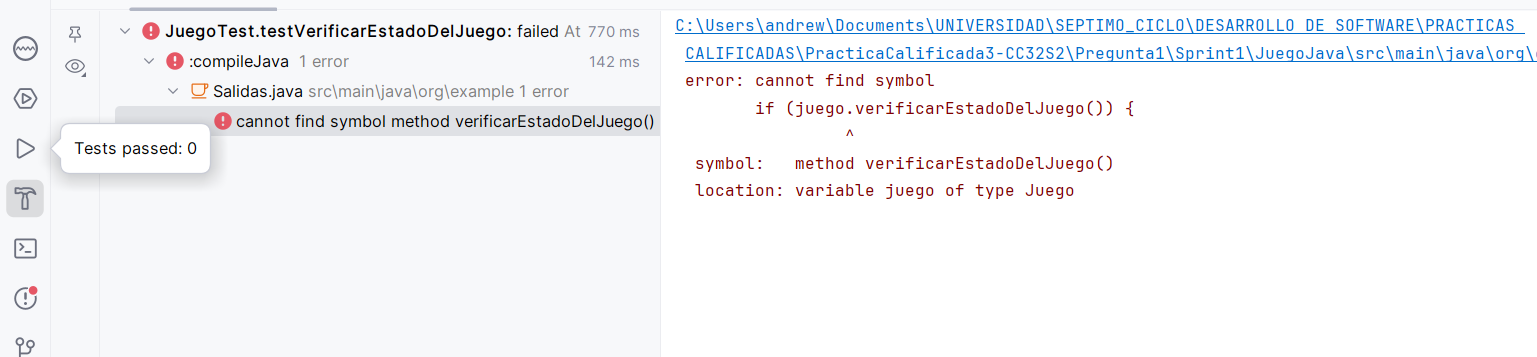 JuegoTest.testVerificarEstadoDelJuego: failed At 770 ms
:compileJava 1 error 142 ms
Salidas.java src\main\java\org\example 1 error
cannot find symbol method verificarEstadoDelJuego()
Tests passed: 0
C:\Users\andrew\Documents\UNIVERSIDAD\SEPTIMO_CICLO\DESARROLLO DE SOFTWARE\PRACTICAS
CALIFICADAS\PracticaCalificada3-CC32S2\Pregunta1\Sprint1\JuegoJava\src\main\java\org\
error: cannot find symbol
if (juego.verificarEstadoDelJuego()) {
^
symbol: method verificarEstadoDelJuego()
location: variable juego of type Juego